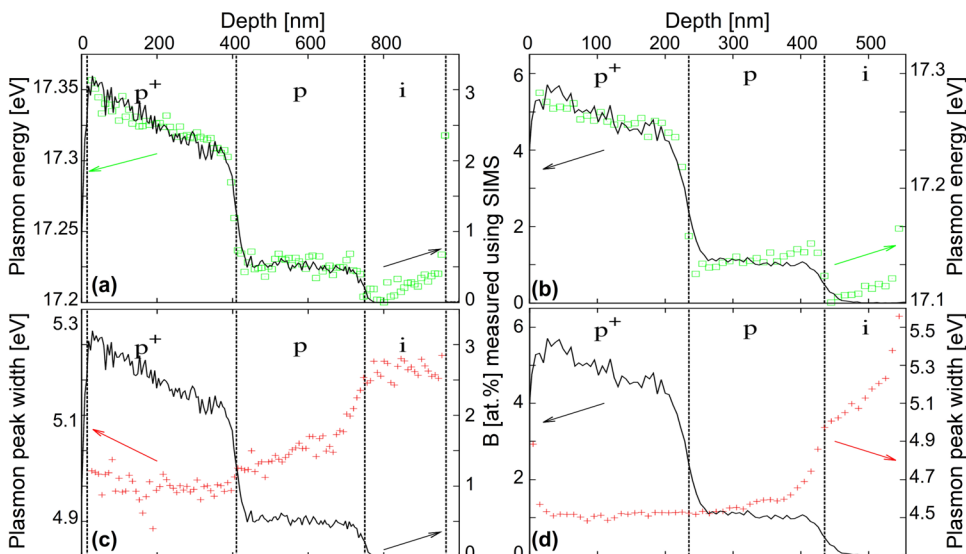 Depth [nm]
0 200 400 600 800
Depth [nm]
0 100 200 300 400 500
Plasmon energy [eV]
17.35
17.3
17.25
17.2
p+ p i
3
2
1
0
(a)
B [at.%] measured using SIMS
6
4
2
0
p+ p i
17.3
17.2
17.1
Plasmon energy [eV]
(b)
Plasmon peak width [eV]
5.3
5.1
4.9
p+ p i
3
2
1
0
(c)
6
4
2
0
p+ p i
5.5
5.3
5.1
4.9
4.7
4.5
Plasmon peak width [eV]
(d)